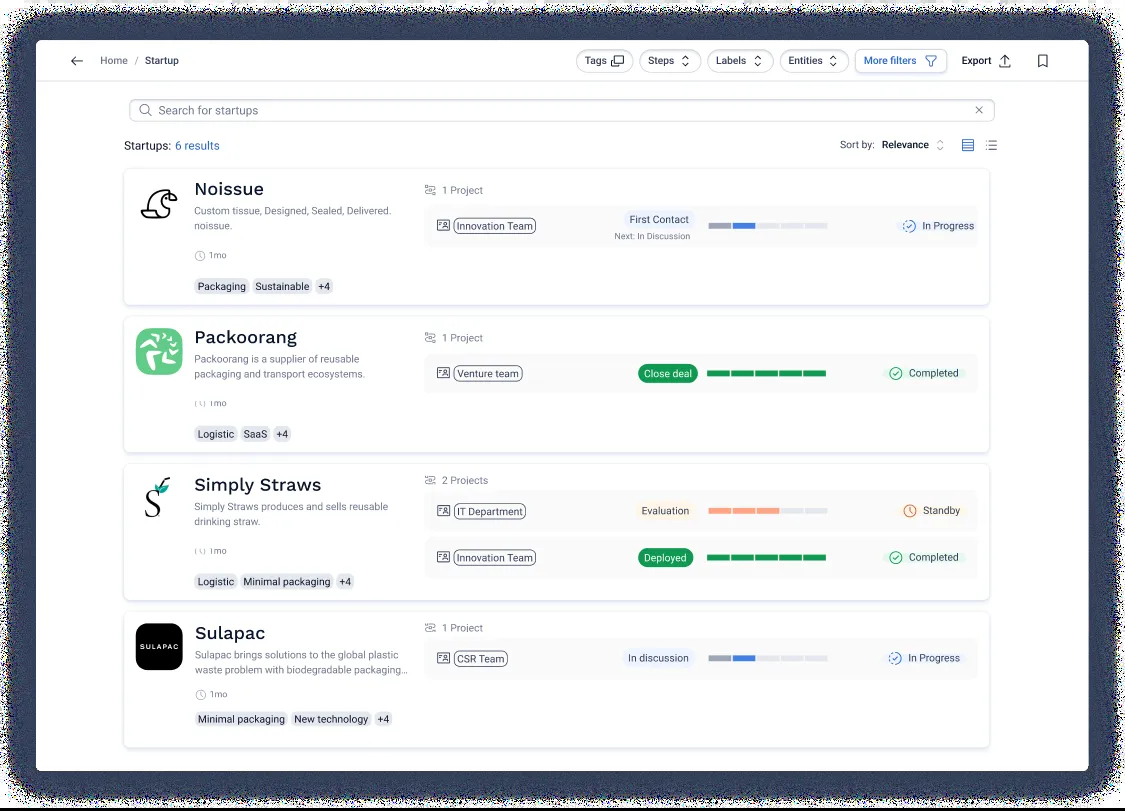 Home / Startup
Tags Steps Labels Entities More filters Export
Search for startups
Startups: 6 results
Sort by: Relevance
Noissue
Custom tissue, Designed, Sealed, Delivered.
noissue.
1mo
Packaging Sustainable +4
1 Project
Innovation Team
First Contact
Next: In Discussion
In Progress
Packoorang
Packoorang is a supplier of reusable
packaging and transport ecosystems.
1mo
Logistic SaaS +4
1 Project
Venture team
Close deal
Completed
Simply Straws
Simply Straws produces and sells reusable
drinking straw.
1mo
Logistic Minimal packaging +4
2 Projects
IT Department
Evaluation
Standby
Innovation Team
Deployed
Completed
SULAPAC
Sulapac
Sulapac brings solutions to the global plastic
waste problem with biodegradable packaging...
1mo
Minimal packaging New technology +4
1 Project
CSR Team
In discussion
In Progress